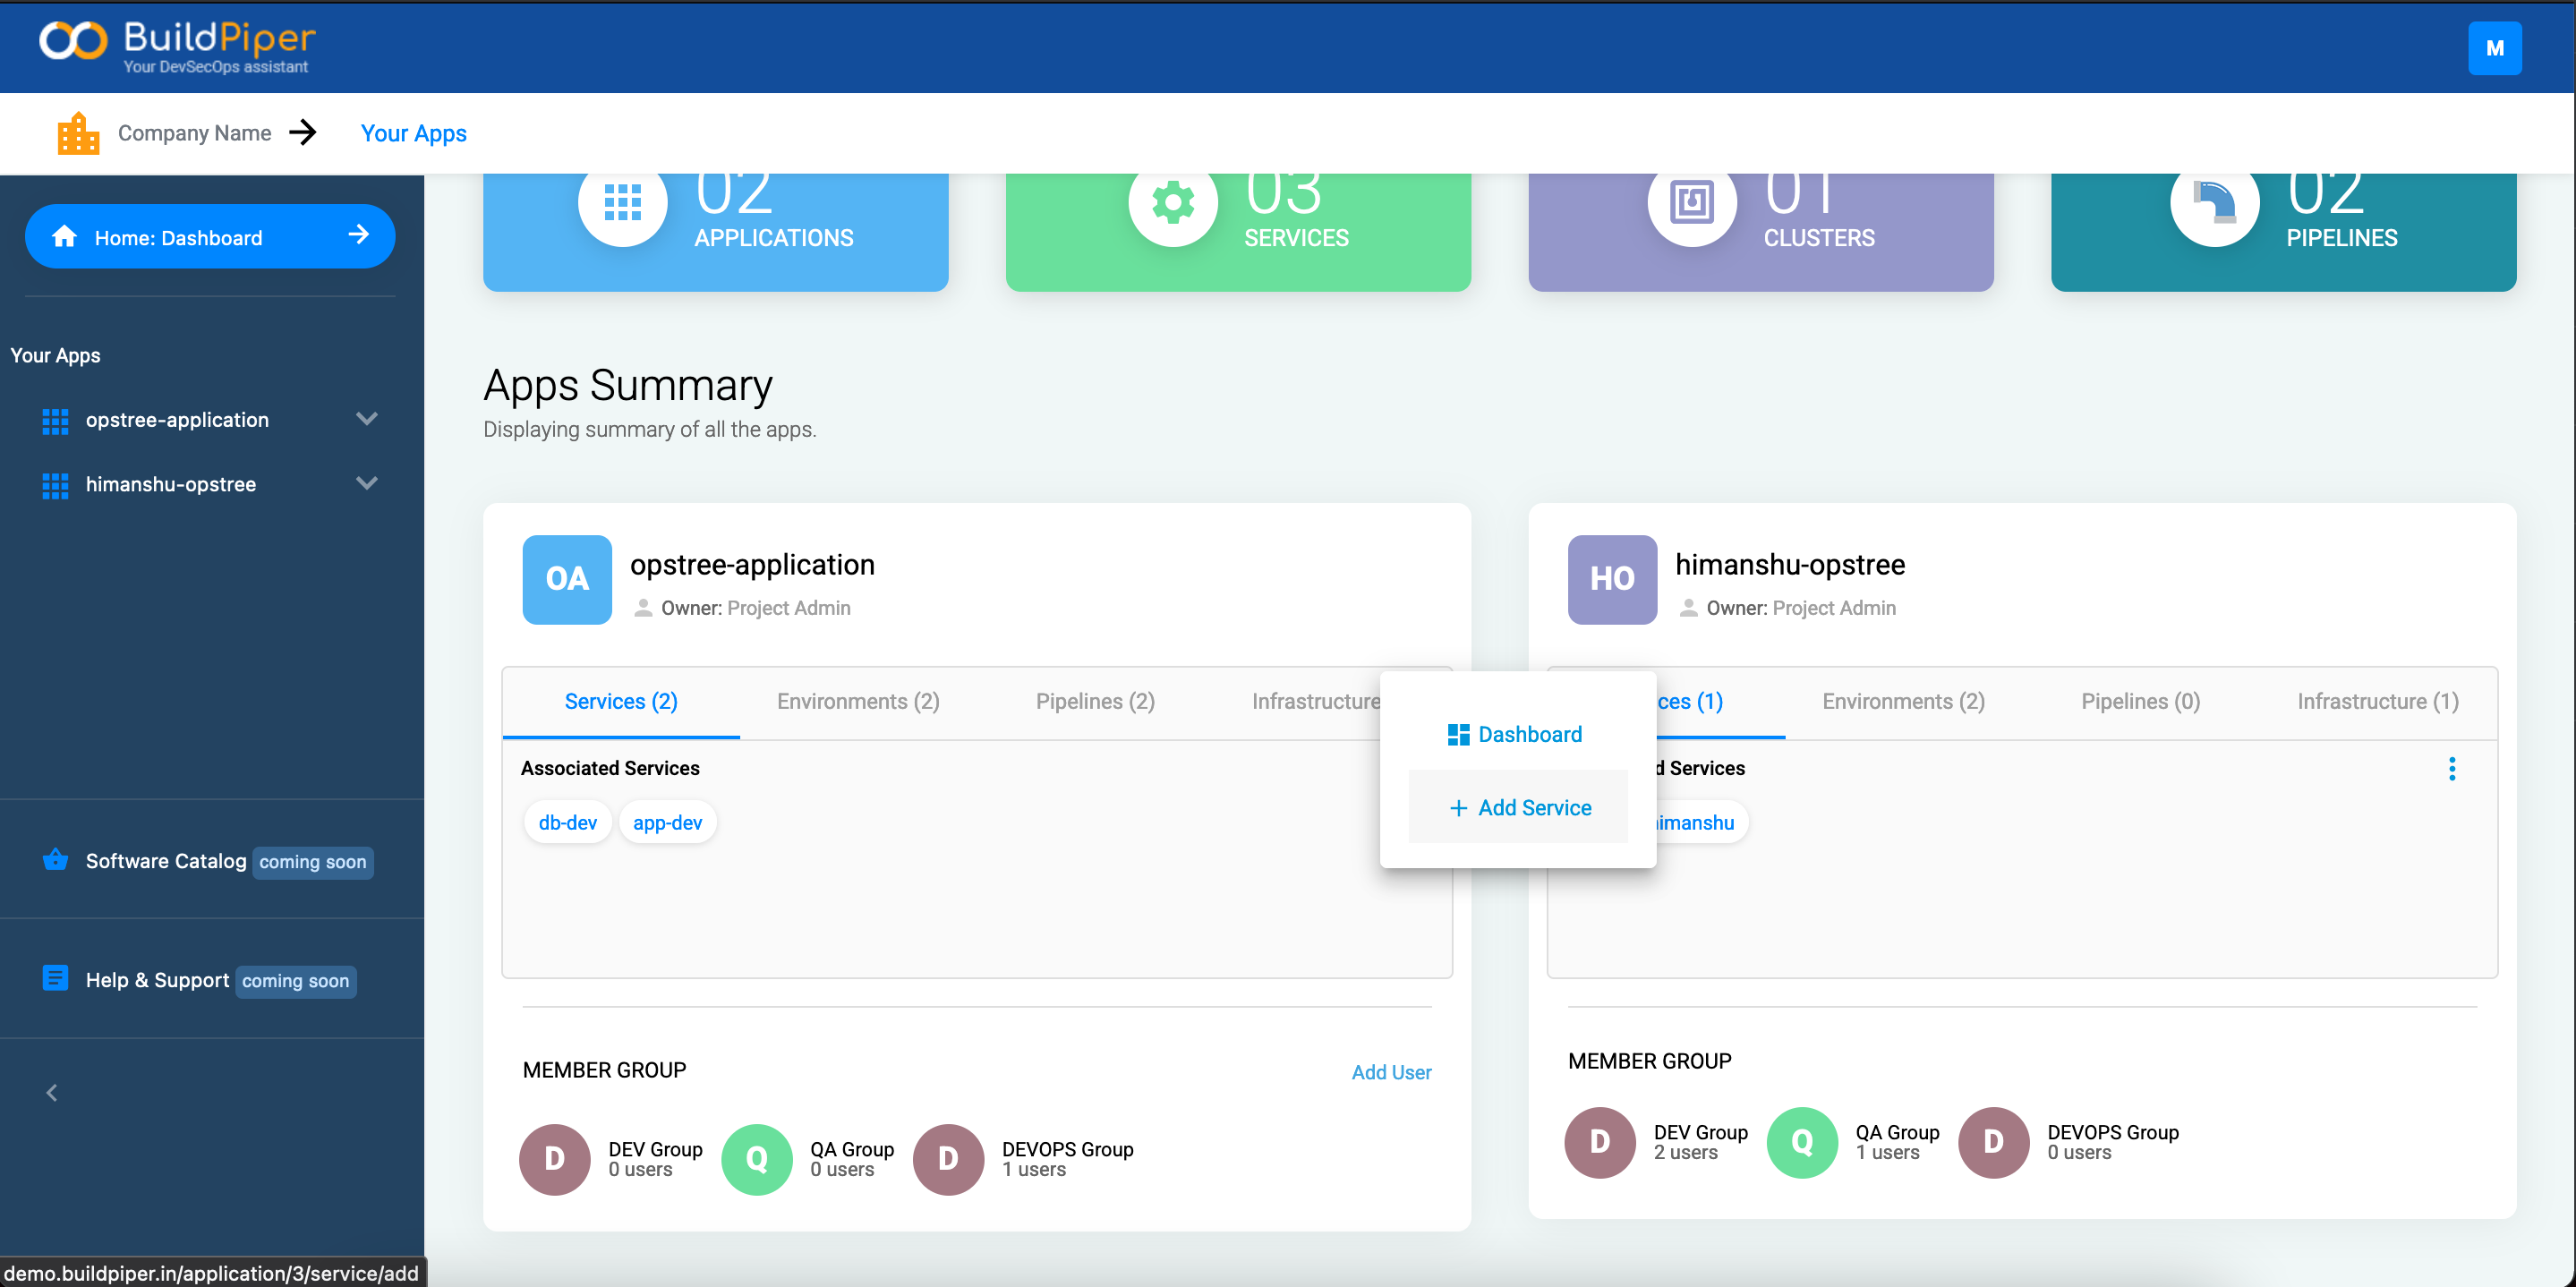 BuildPiper
Your DevSecOps assistant
M
Company Name
Your Apps
Home: Dashboard
Your Apps
opstree-application
himanshu-opstree
Software Catalog coming soon
Help & Support coming soon
02
APPLICATIONS
03
SERVICES
01
CLUSTERS
02
PIPELINES
Apps Summary
Displaying summary of all the apps.
OA
opstree-application
Owner: Project Admin
Services (2) Environments (2) Pipelines (2) Infrastructure
Associated Services
db-dev app-dev
MEMBER GROUP
Add User
D
DEV Group
0 users
Q
QA Group
0 users
D
DEVOPS Group
1 users
Dashboard
+ Add Service
HO
himanshu-opstree
Owner: Project Admin
ces (1) Environments (2) Pipelines (0) Infrastructure (1)
d Services
imanshu
MEMBER GROUP
D
DEV Group
2 users
Q
QA Group
1 users
D
DEVOPS Group
0 users
demo.buildpiper.in/application/3/service/add